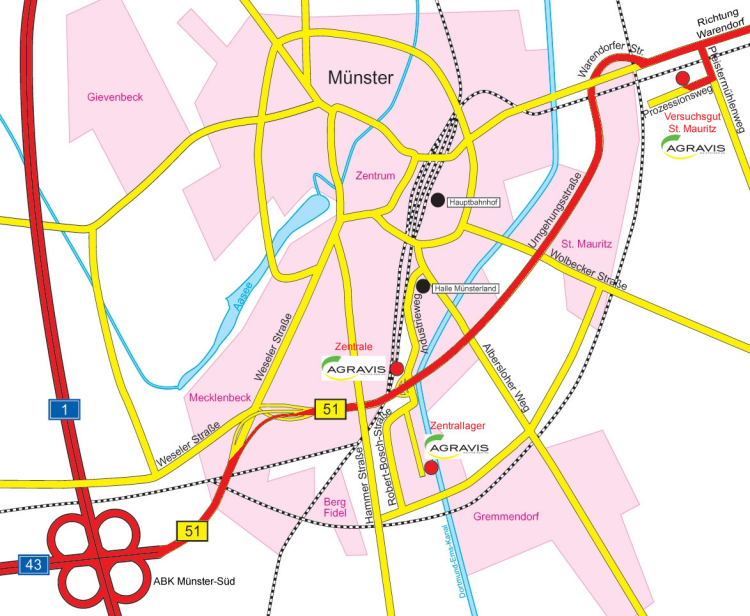 Richtung
Warendorf
Warendorfer Str.
Pleistermühlenweg
Prozessionsweg
Versuchsgut
St. Mauritz
AGRAVIS
Münster
Gievenbeck
Zentrum
Hauptbahnhof
Umgehungsstraße
St. Mauritz
Wolbecker Straße
Aasee
Halle Münsterland
Industrieweg
Weseler Straße
Zentrale
AGRAVIS
Albersloher Weg
Mecklenbeck
51
1
Weseler Straße
Zentrallager
AGRAVIS
Robert-Bosch-Straße
Hammer Straße
Berg
Fidel
Gremmendorf
51
43
ABK Münster-Süd
Dortmund-Ems-Kanal